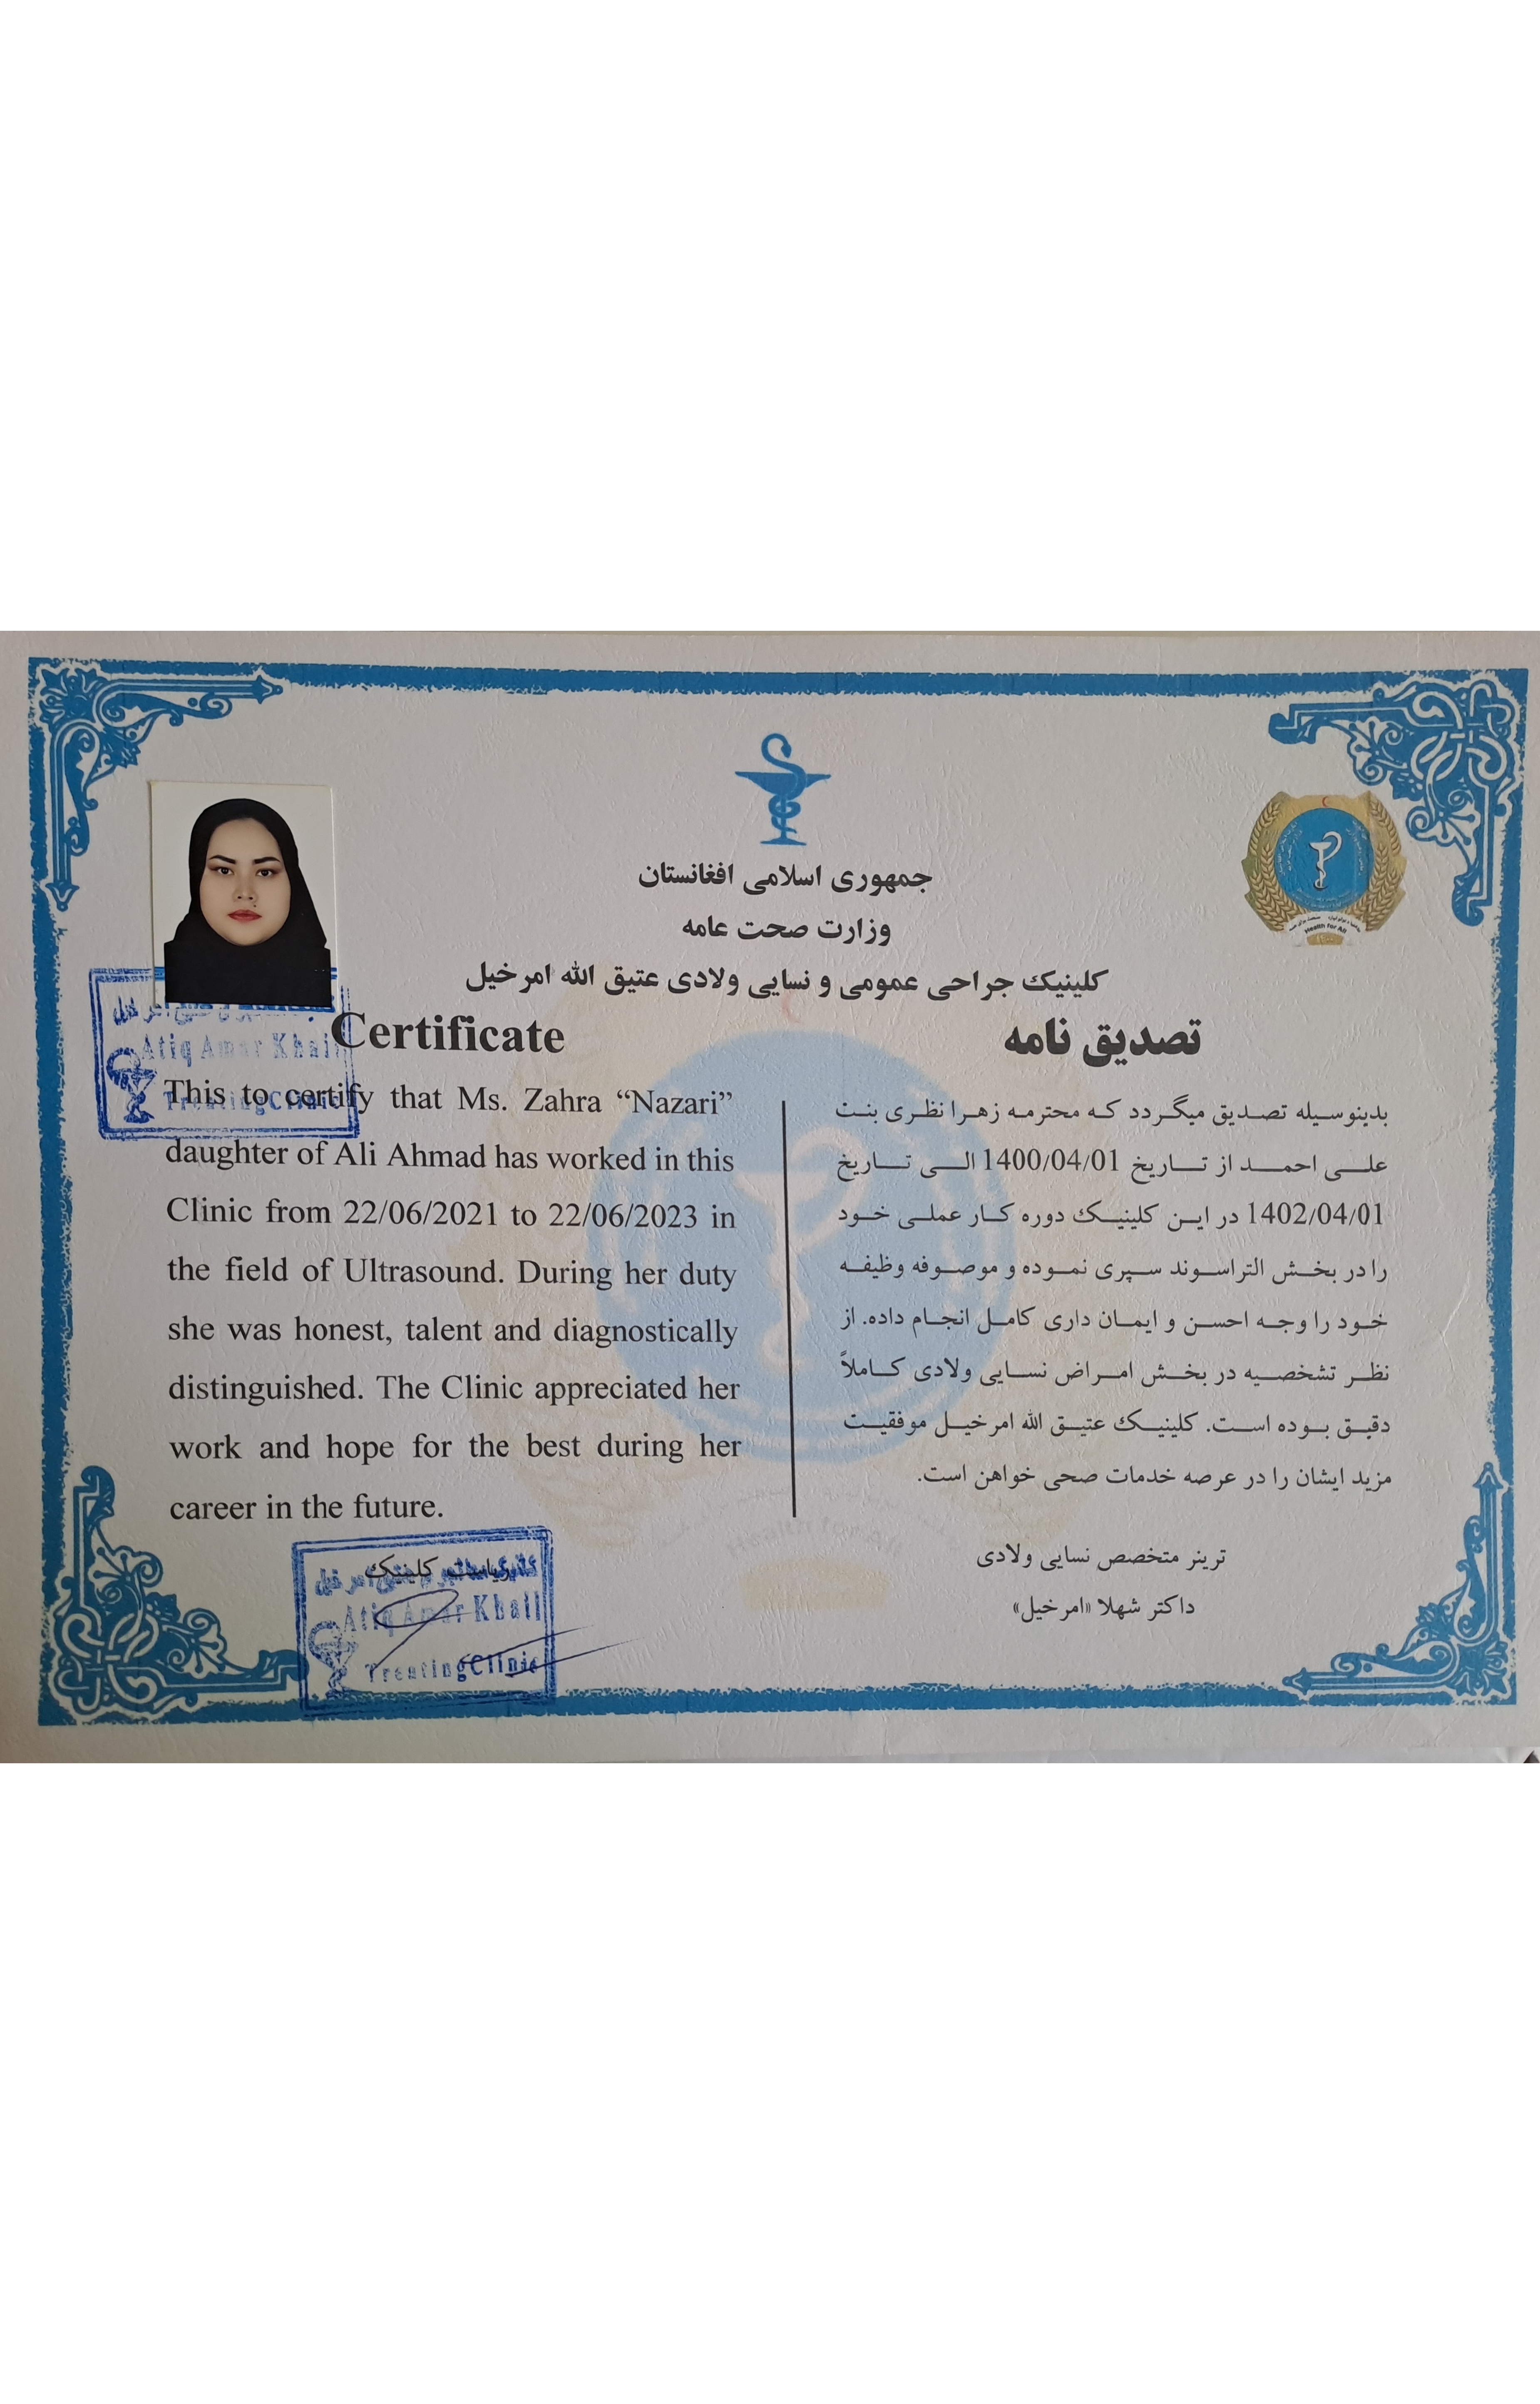 جمهوری اسلامی افغانستان
وزارت صحت عامه
کلینیک جراحی عمومی و نسایی ولادی عتیق الله امرخیل
Health for All
Certificate
This to certify that Ms. Zahra “Nazari”
daughter of Ali Ahmad has worked in this
Clinic from 22/06/2021 to 22/06/2023 in
the field of Ultrasound. During her duty
she was honest, talent and diagnostically
distinguished. The Clinic appreciated her
work and hope for the best during her
career in the future.
تصدیق نامه
بدینوسیله تصدیق میگردد که محترمه زهرا نظری بنت
علی احمد از تاریخ 1400/04/01 الی تاریخ
1402/04/01 در این کلینیک دوره کار عملی خود
را در بخش التراسوند سپری نموده و موصوفه وظیفه
خود را وجه احسن و ایمان داری کامل انجام داده. از
نظر تشخصیه در بخش امراض نسایی ولادی کاملاً
دقیق بوده است. کلینیک عتیق الله امرخیل موفقیت
مزید ایشان را در عرصه خدمات صحی خواهن است.
ترینر متخصص نسایی ولادی
داکتر شهلا «امرخیل»
ریاست کلینیک
Atiq Amar Khail
Treating Clinic
Atiq Amar Khail
Treating Clinic